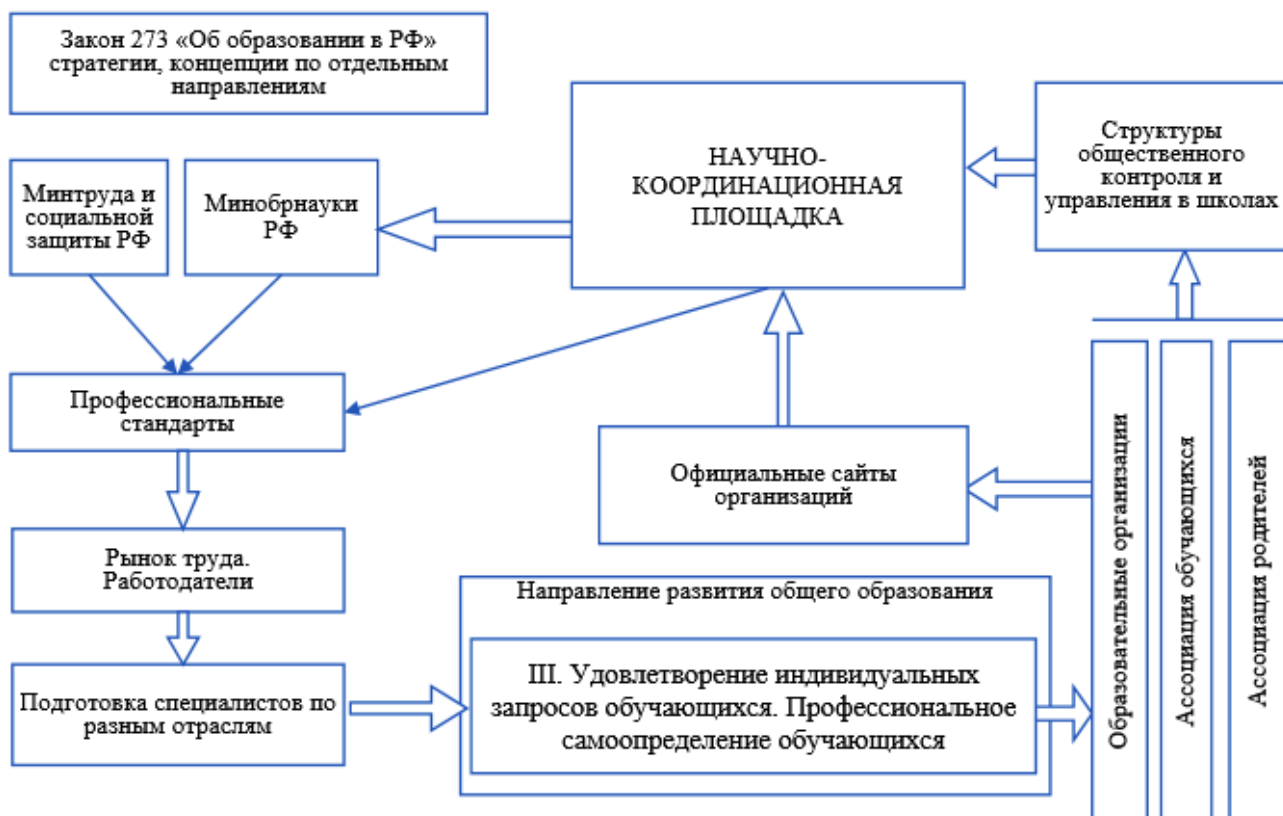 Закон 273 «Об образовании в РФ»
стратегии, концепции по отдельным
направлениям
НАУЧНО-
КООРДИНАЦИОННАЯ
ПЛОЩАДКА
Структуры
общественного
контроля и
управления в школах
Минтруда и
социальной
защиты РФ
Минобрнауки
РФ
Профессиональные
стандарты
Официальные сайты
организаций
Рынок труда.
Работодатели
Направление развития общего образования
III. Удовлетворение индивидуальных
запросов обучающихся. Профессиональное
самоопределение обучающихся
Подготовка специалистов по
разным отраслям
Образовательные организации
Ассоциация обучающихся
Ассоциация родителей